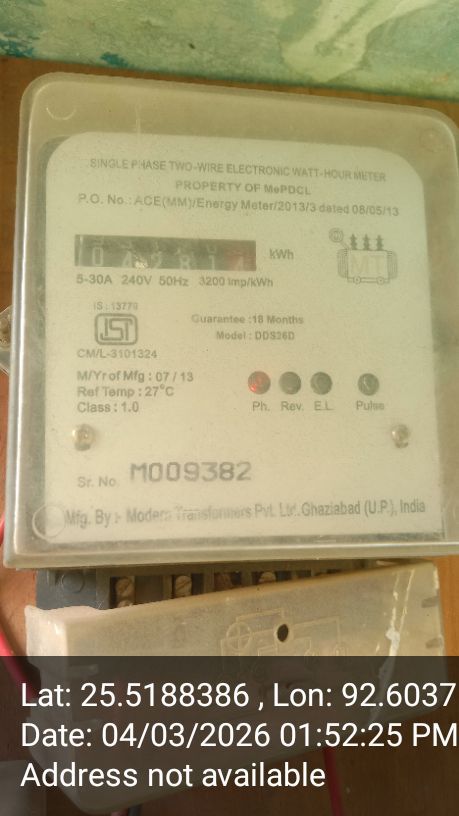 SINGLE PHASE TWO-WIRE ELECTRONIC WATT-HOUR METER
PROPERTY OF MePDCL
P.O. No.: ACE(MM)/Energy Meter/2013/3 dated 08/05/13
kWh
MT
5-30A 240V 50Hz 3200 imp/kWh
IS : 13779
ISI
CM/L-3101324
Guarantee :18 Months
Model : DDS26D
M/Yr of Mfg : 07 / 13
Ref Temp : 27°C
Class : 1.0
Ph. Rev. E.L. Pulse
Sr. No. M009382
Mfg. By :- Modern Transformers Pvt. Ltd. Ghaziabad (U.P.), India
Lat: 25.5188386 , Lon: 92.6037
Date: 04/03/2026 01:52:25 PM
Address not available